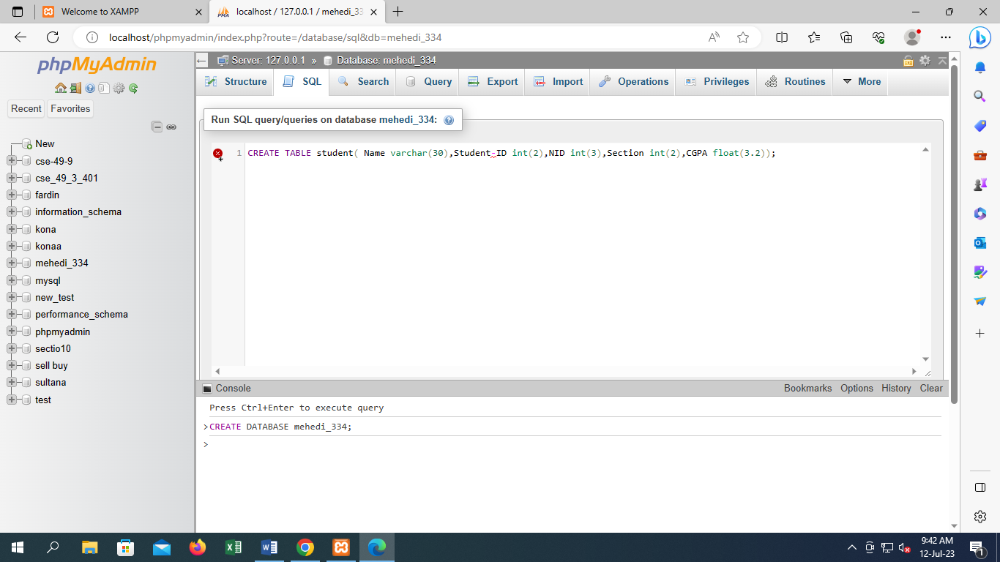 Welcome to XAMPP
localhost / 127.0.0.1 / mehedi_33
localhost/phpmyadmin/index.php?route=/database/sql&db=mehedi_334
phpMyAdmin
Recent Favorites
New
cse-49-9
cse_49_3_401
fardin
information_schema
kona
konaa
mehedi_334
mysql
new_test
performance_schema
phpmyadmin
sectio10
sell buy
sultana
test
Server: 127.0.0.1 » Database: mehedi_334
Structure SQL Search Query Export Import Operations Privileges Routines More
Run SQL query/queries on database mehedi_334:
1 CREATE TABLE student( Name varchar(30),Student-ID int(2),NID int(3),Section int(2),CGPA float(3.2));
Console Bookmarks Options History Clear
Press Ctrl+Enter to execute query
>CREATE DATABASE mehedi_334;
>
9:42 AM
12-Jul-23
1